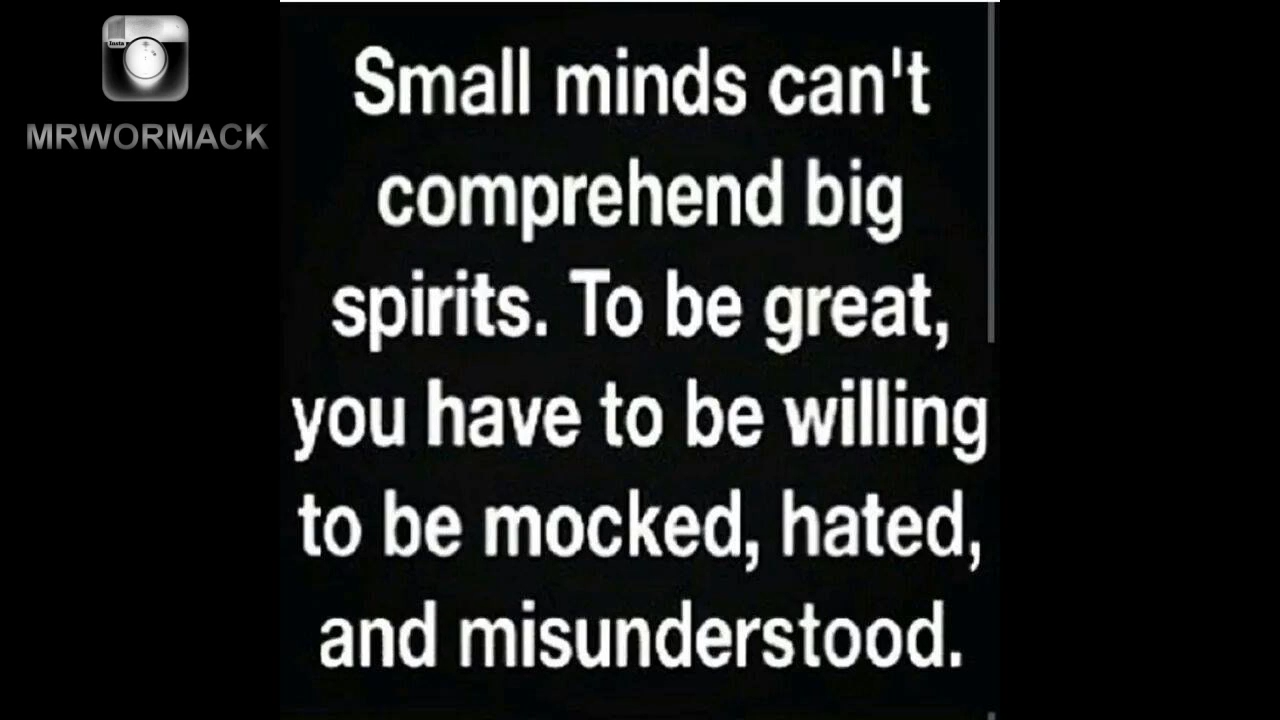 Insta
MRWORMACK
Small minds can't
comprehend big
spirits. To be great,
you have to be willing
to be mocked, hated,
and misunderstood.